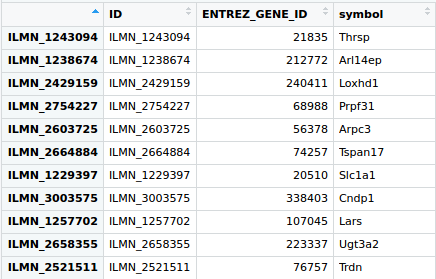 ID ENTREZ_GENE_ID symbol
ILMN_1243094 ILMN_1243094 21835 Thrsp
ILMN_1238674 ILMN_1238674 212772 Arl14ep
ILMN_2429159 ILMN_2429159 240411 Loxhd1
ILMN_2754227 ILMN_2754227 68988 Prpf31
ILMN_2603725 ILMN_2603725 56378 Arpc3
ILMN_2664884 ILMN_2664884 74257 Tspan17
ILMN_1229397 ILMN_1229397 20510 Slc1a1
ILMN_3003575 ILMN_3003575 338403 Cndp1
ILMN_1257702 ILMN_1257702 107045 Lars
ILMN_2658355 ILMN_2658355 223337 Ugt3a2
ILMN_2521511 ILMN_2521511 76757 Trdn